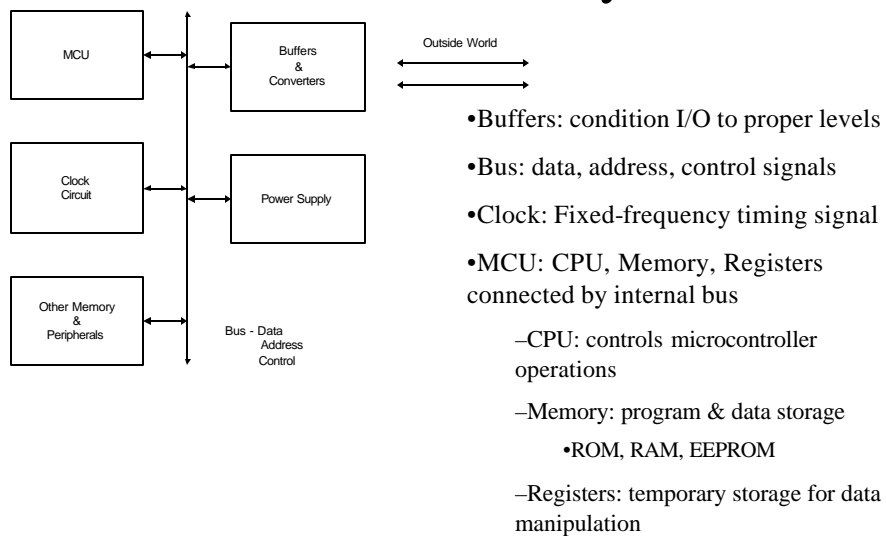 MCU
Buffers
&
Converters
Outside World
Clock
Circuit
Power Supply
Other Memory
&
Peripherals
Bus - Data
Address
Control
•Buffers: condition I/O to proper levels
•Bus: data, address, control signals
•Clock: Fixed-frequency timing signal
•MCU: CPU, Memory, Registers
connected by internal bus
–CPU: controls microcontroller
operations
–Memory: program & data storage
•ROM, RAM, EEPROM
–Registers: temporary storage for data
manipulation